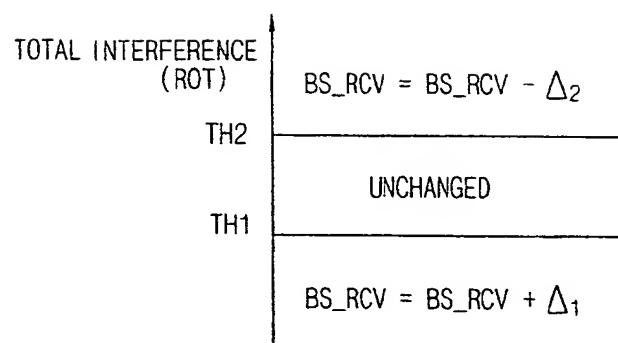 TOTAL INTERFERENCE
(ROT)
BS_RCV = BS_RCV - Δ2
TH2
UNCHANGED
TH1
BS_RCV = BS_RCV + Δ1